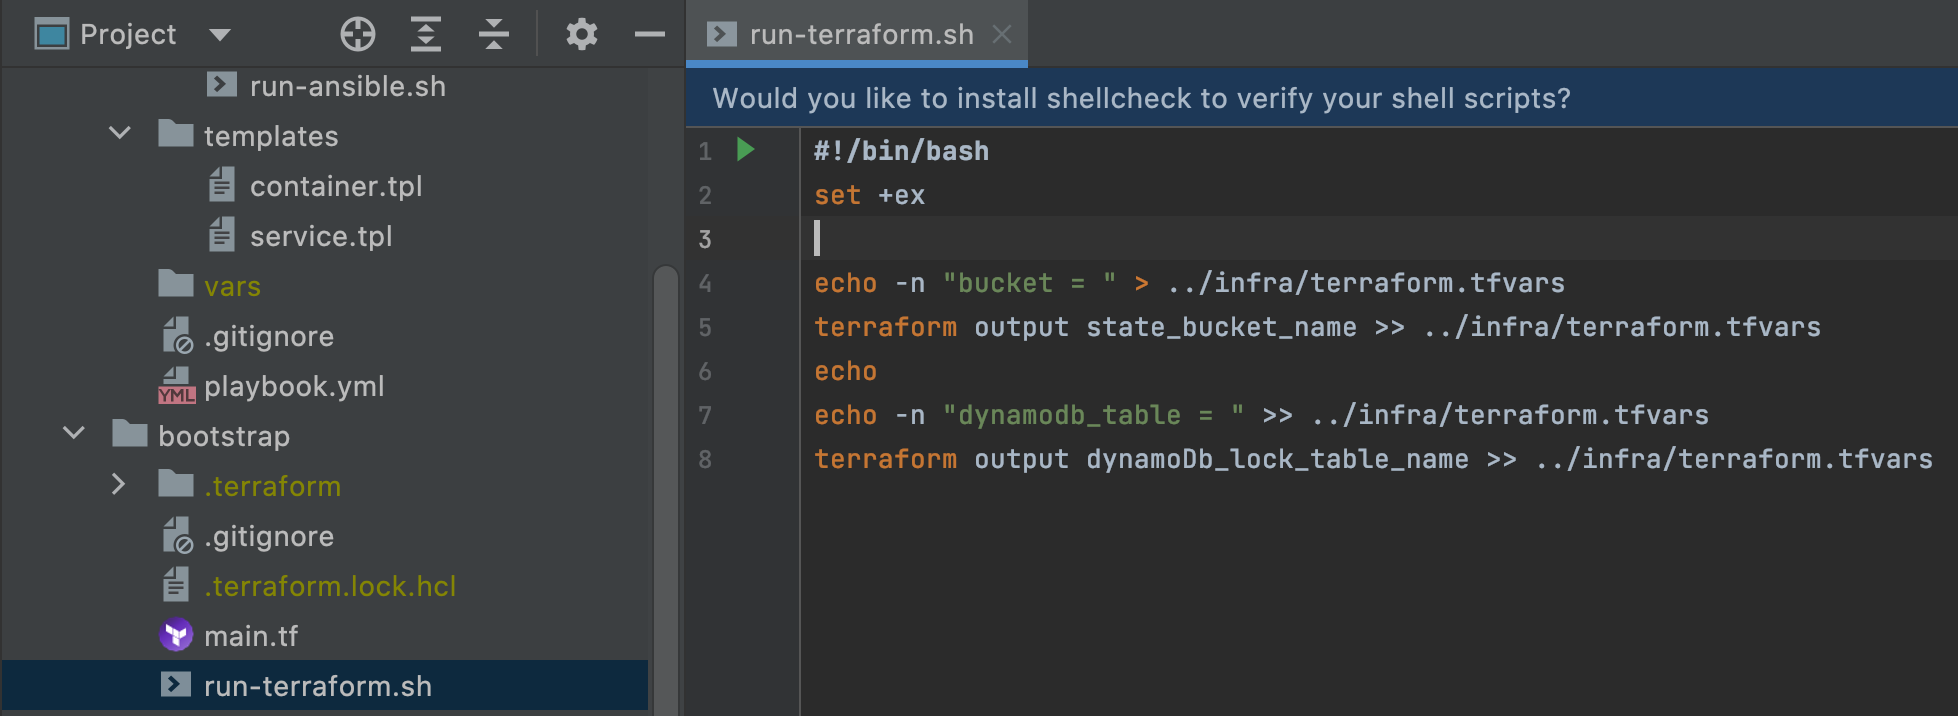 Project
run-ansible.sh
templates
container.tpl
service.tpl
vars
.gitignore
playbook.yml
YML
bootstrap
.terraform
.gitignore
.terraform.lock.hcl
main.tf
run-terraform.sh
run-terraform.sh
Would you like to install shellcheck to verify your shell scripts?
1 #!/bin/bash
2 set +ex
3
4 echo -n "bucket = " > ../infra/terraform.tfvars
5 terraform output state_bucket_name >> ../infra/terraform.tfvars
6 echo
7 echo -n "dynamodb_table = " >> ../infra/terraform.tfvars
8 terraform output dynamoDb_lock_table_name >> ../infra/terraform.tfvars